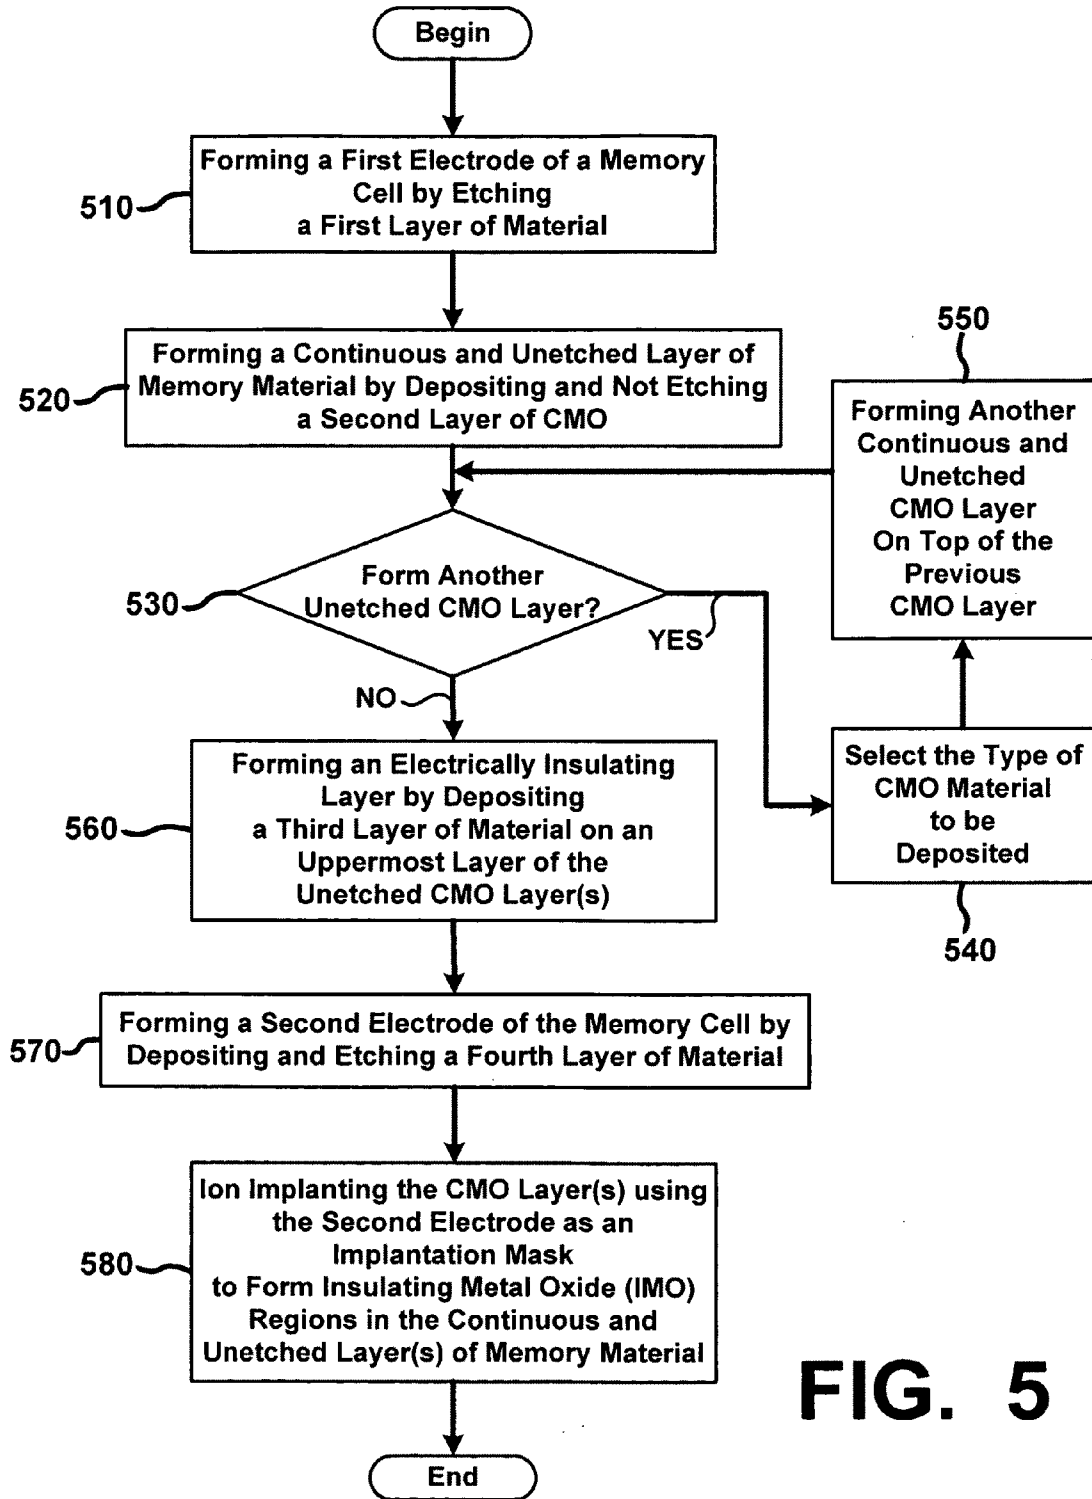 Begin
510
Forming a First Electrode of a Memory
Cell by Etching
a First Layer of Material
520
Forming a Continuous and Unetched Layer of
Memory Material by Depositing and Not Etching
a Second Layer of CMO
530
Form Another
Unetched CMO Layer?
YES
NO
540
Select the Type of
CMO Material
to be
Deposited
550
Forming Another
Continuous and
Unetched
CMO Layer
On Top of the
Previous
CMO Layer
560
Forming an Electrically Insulating
Layer by Depositing
a Third Layer of Material on an
Uppermost Layer of the
Unetched CMO Layer(s)
570
Forming a Second Electrode of the Memory Cell by
Depositing and Etching a Fourth Layer of Material
580
Ion Implanting the CMO Layer(s) using
the Second Electrode as an
Implantation Mask
to Form Insulating Metal Oxide (IMO)
Regions in the Continuous and
Unetched Layer(s) of Memory Material
End
FIG. 5